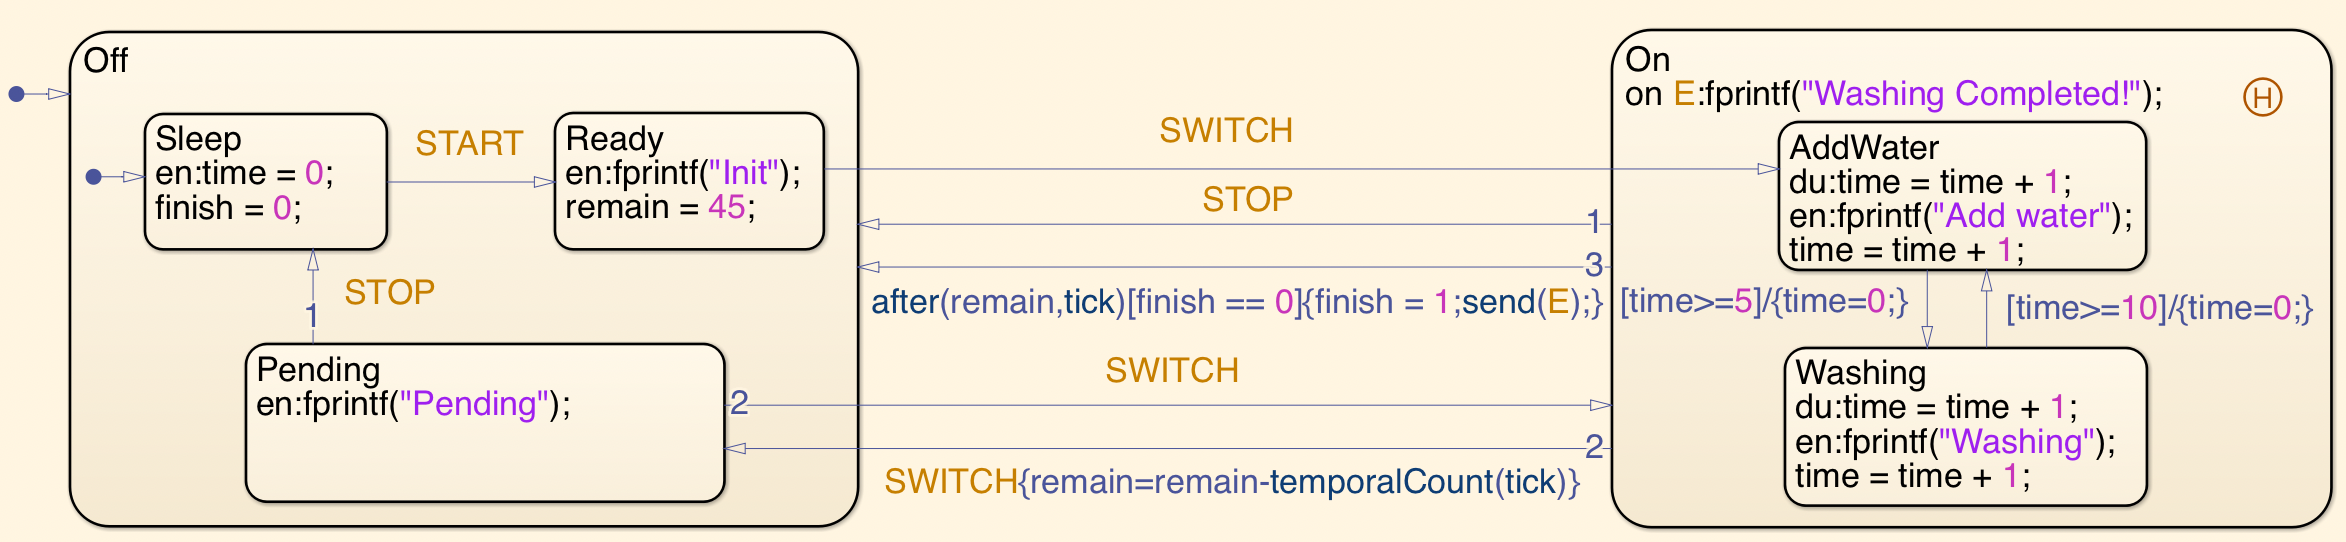 Off
Sleep
en:time = 0;
finish = 0;
START
Ready
en:fprintf("Init");
remain = 45;
STOP
1
Pending
en:fprintf("Pending");
SWITCH
STOP
1
3
after(remain,tick)[finish == 0]{finish = 1;send(E);}
SWITCH
2
2
SWITCH{remain=remain-temporalCount(tick)}
On
on E:fprintf("Washing Completed!");
H
AddWater
du:time = time + 1;
en:fprintf("Add water");
time = time + 1;
[time>=5]/{time=0;}
[time>=10]/{time=0;}
Washing
du:time = time + 1;
en:fprintf("Washing");
time = time + 1;